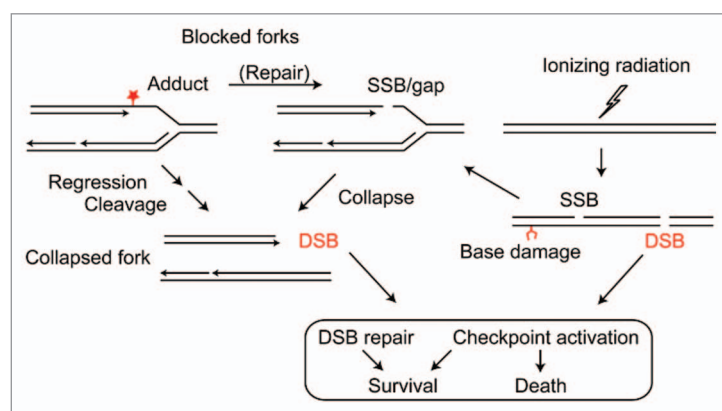 Blocked forks
Adduct
(Repair)
SSB/gap
Ionizing radiation
Regression
Cleavage
Collapse
SSB
Collapsed fork
DSB
Base damage
DSB
DSB repair
Checkpoint activation
Survival
Death